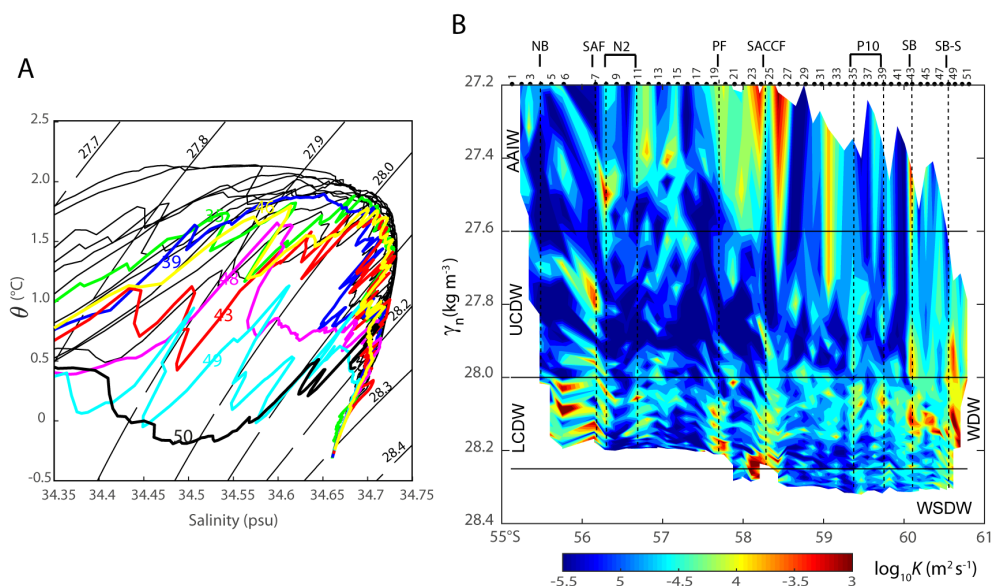 A
2.5
2.0
1.5
1.0
0.5
0
-0.5
θ (°C)
34.35
34.4
34.45
34.5
34.55
34.6
34.65
34.7
34.75
Salinity (psu)
27.7
27.8
27.9
28.0
28.2
28.3
28.4
39
48
43
49
50
B
NB
SAF
N2
PF
SACCF
P10
SB
SB-S
1 3 5 6 7 9 11 13 15 17 19 21 23 25 27 29 31 33 35 37 39 41 43 45 47 49 51
27.2
27.4
27.6
27.8
28.0
28.2
28.4
γn(kg m-3)
AAIW
UCDW
LCDW
WDW
WSDW
55°S
56
57
58
59
60
61
-5.5
5
-4.5
4
-3.5
3
log10K (m2 s-1)